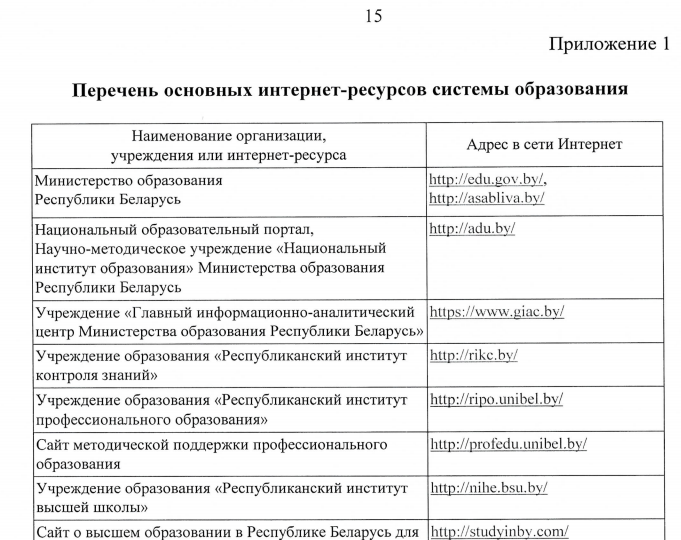 15
Приложение 1
Перечень основных интернет-ресурсов системы образования
Наименование организации,
учреждения или интернет-ресурса
Адрес в сети Интернет
Министерство образования
Республики Беларусь
http://edu.gov.by/,
http://asabliva.by/
Национальный образовательный портал,
Научно-методическое учреждение «Национальный
институт образования» Министерства образования
Республики Беларусь
http://adu.by/
Учреждение «Главный информационно-аналитический
центр Министерства образования Республики Беларусь»
https://www.giac.by/
Учреждение образования «Республиканский институт
контроля знаний»
http://rikc.by/
Учреждение образования «Республиканский институт
профессионального образования»
http://ripo.unibel.by/
Сайт методической поддержки профессионального
образования
http://profedu.unibel.by/
Учреждение образования «Республиканский институт
высшей школы»
http://nihe.bsu.by/
Сайт о высшем образовании в Республике Беларусь для
http://studyinby.com/